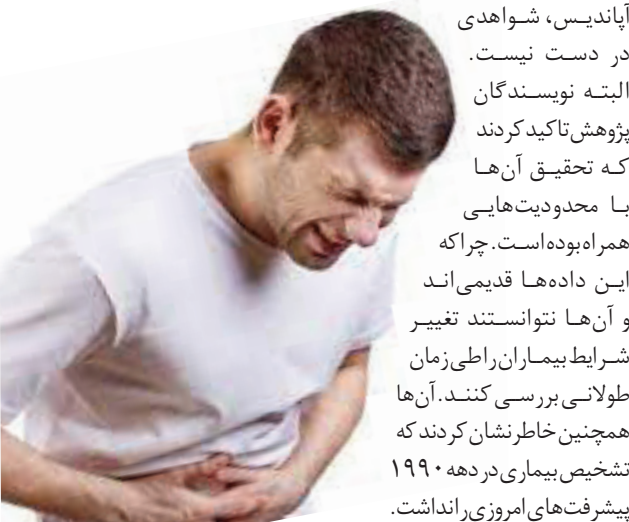 آپاندیس، شواهدی
در دست نیست.
البته نویسندگان
پژوهش تاکید کردند
که تحقیق آن‌ها
با محدودیت‌هایی
همراه بوده است. چراکه
این داده‌ها قدیمی‌اند
و آن‌ها نتوانستند تغییر
شرایط بیماران را طی زمان
طولانی بررسی کنند. آن‌ها
همچنین خاطرنشان کردند که
تشخیص بیماری در دهه ۱۹۹۰
پیشرفت‌های امروزی را نداشت.